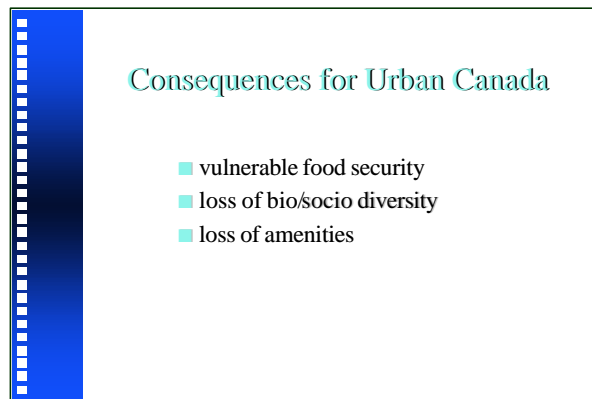 Consequences for Urban Canada
vulnerable food security
loss of bio/socio diversity
loss of amenities